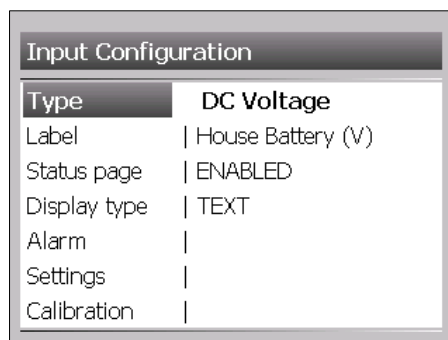 Input Configuration
Type DC Voltage
Label | House Battery (V)
Status page | ENABLED
Display type | TEXT
Alarm |
Settings |
Calibration |